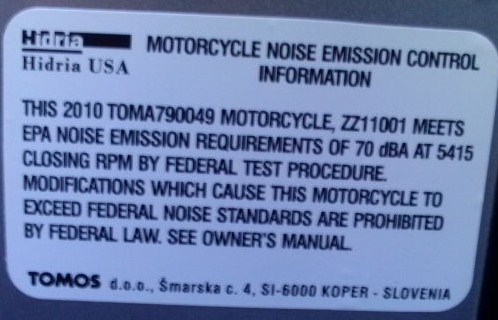 Hidria
Hidria USA
MOTORCYCLE NOISE EMISSION CONTROL
INFORMATION
THIS 2010 TOMA790049 MOTORCYCLE, ZZ11001 MEETS
EPA NOISE EMISSION REQUIREMENTS OF 70 dBA AT 5415
CLOSING RPM BY FEDERAL TEST PROCEDURE.
MODIFICATIONS WHICH CAUSE THIS MOTORCYCLE TO
EXCEED FEDERAL NOISE STANDARDS ARE PROHIBITED
BY FEDERAL LAW. SEE OWNER'S MANUAL.
TOMOS d.o.o., Šmarska c. 4, SI-6000 KOPER - SLOVENIA